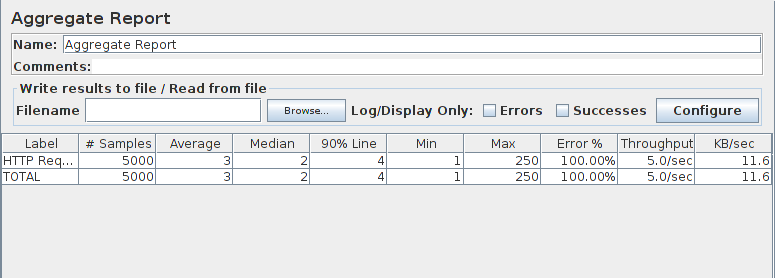 Aggregate Report
Name: Aggregate Report
Comments:
Write results to file / Read from file
Filename Browse... Log/Display Only: Errors Successes Configure
Label # Samples Average Median 90% Line Min Max Error % Throughput KB/sec
HTTP Req... 5000 3 2 4 1 250 100.00% 5.0/sec 11.6
TOTAL 5000 3 2 4 1 250 100.00% 5.0/sec 11.6